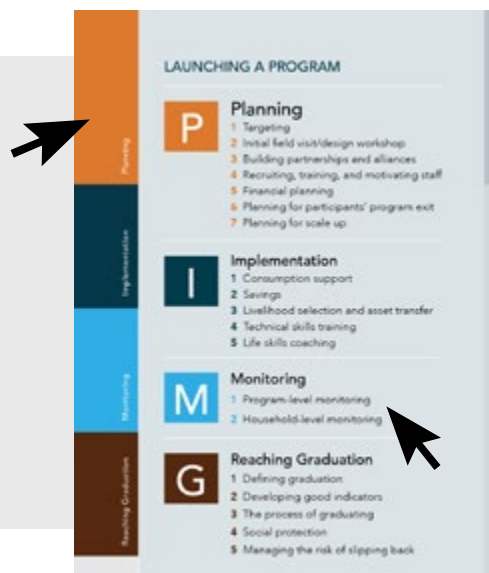 LAUNCHING A PROGRAM
P
Planning
1 Targeting
2 Initial field visit/design workshop
3 Building partnerships and alliances
4 Recruiting, training, and motivating staff
5 Financial planning
6 Planning for participants' program exit
7 Planning for scale up
I
Implementation
1 Consumption support
2 Savings
3 Livelihood selection and asset transfer
4 Technical skills training
5 Life skills coaching
M
Monitoring
1 Program-level monitoring
2 Household-level monitoring
G
Reaching Graduation
1 Defining graduation
2 Developing good indicators
3 The process of graduating
4 Social protection
5 Managing the risk of slipping back
Planning
Implementation
Monitoring
Reaching Graduation